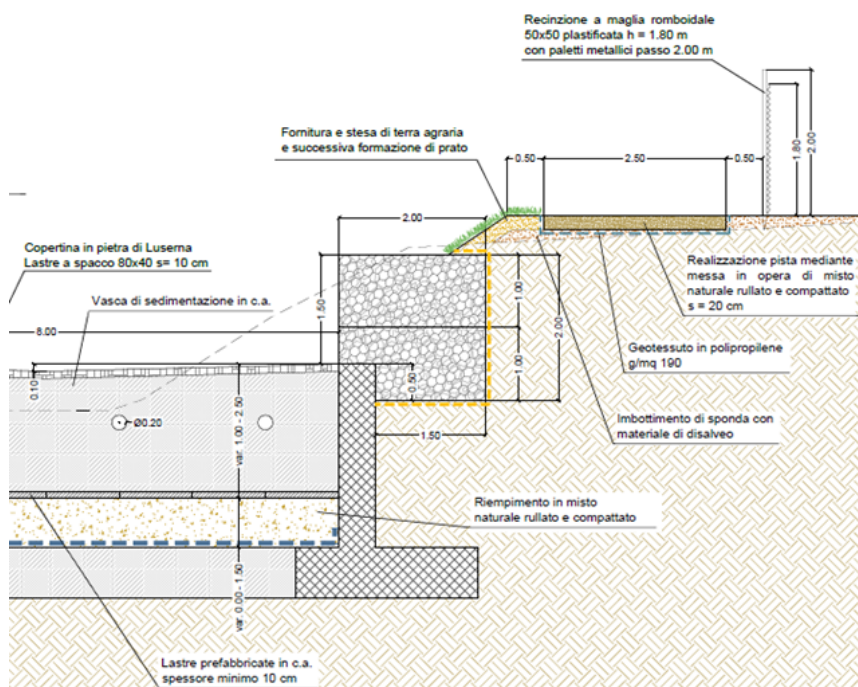 Recinzione a maglia romboidale
50x50 plastificata h = 1.80 m
con paletti metallici passo 2.00 m
Fornitura e stesa di terra agraria
e successiva formazione di prato
0.50
2.50
0.50
1.80
2.00
2.00
Copertina in pietra di Luserna
Lastre a spacco 80x40 s= 10 cm
Realizzazione pista mediante
messa in opera di misto
naturale rullato e compattato
s = 20 cm
Vasca di sedimentazione in c.a.
8.00
1.50
1.00
2.00
Geotessuto in polipropilene
g/mq 190
0.10
0.50
1.00
Ø0.20
var. 1.00 - 2.50
1.50
Imbottimento di sponda con
materiale di disalveo
Riempimento in misto
naturale rullato e compattato
var. 0.00 - 1.50
Lastre prefabbricate in c.a.
spessore minimo 10 cm